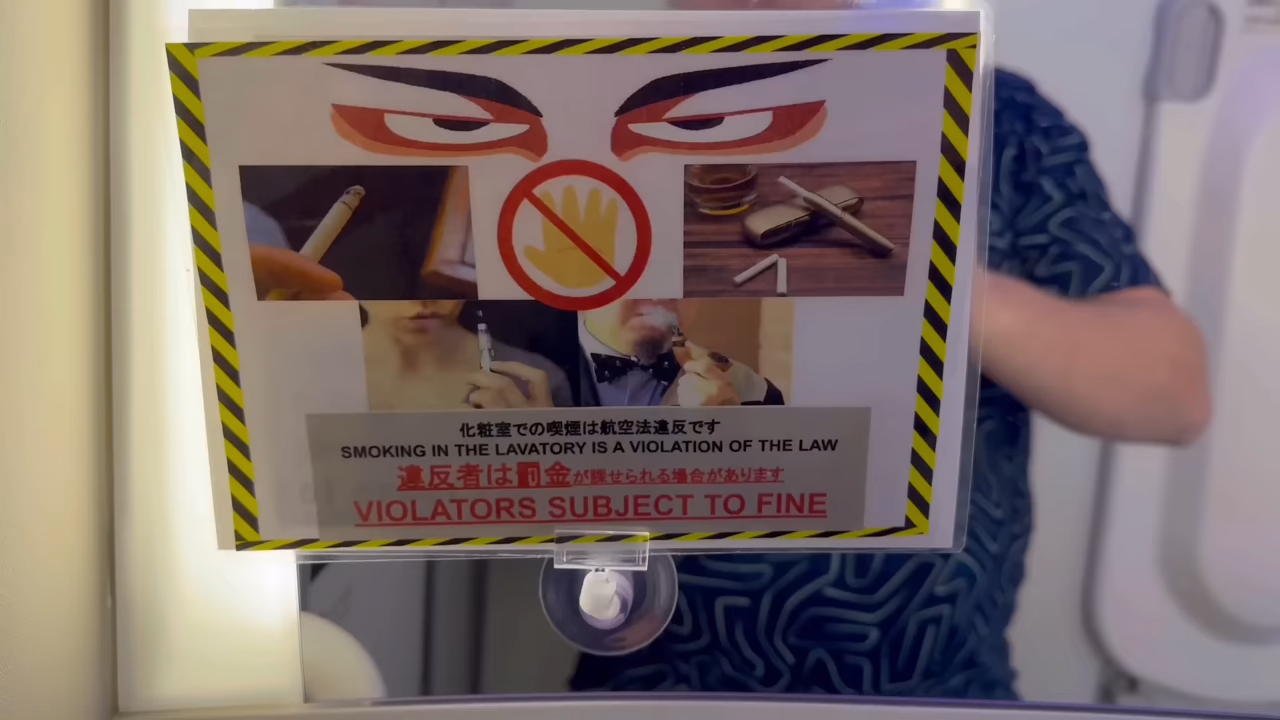 化粧室での喫煙は航空法違反です
SMOKING IN THE LAVATORY IS A VIOLATION OF THE LAW
違反者は罰金が課せられる場合があります
VIOLATORS SUBJECT TO FINE